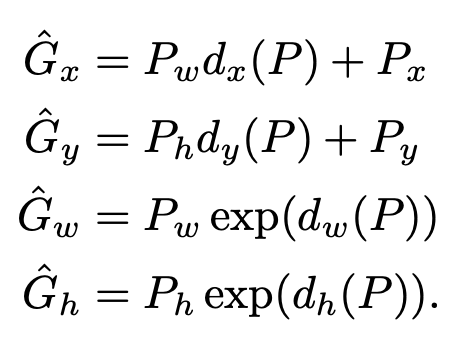 Ĝ_x = P_w d_x(P) + P_x
Ĝ_y = P_h d_y(P) + P_y
Ĝ_w = P_w exp(d_w(P))
Ĝ_h = P_h exp(d_h(P)).